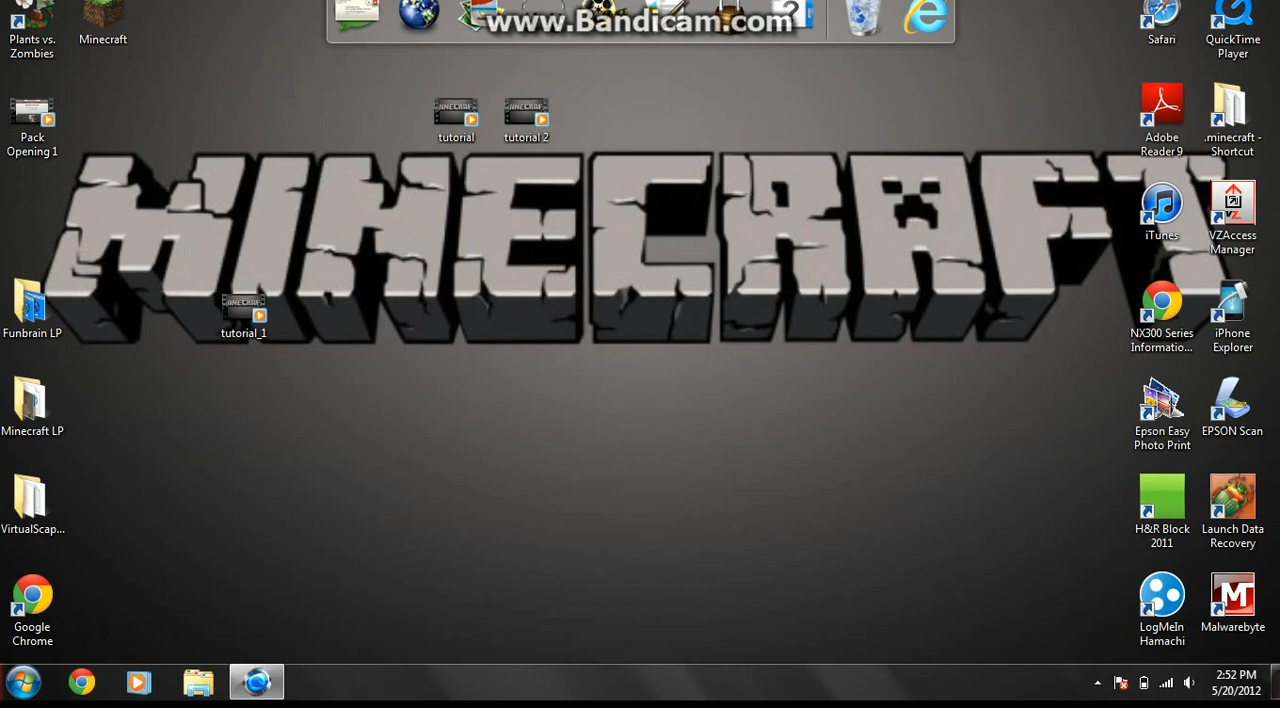 www.Bandicam.com
Plants vs.
Zombies
Minecraft
Safari
QuickTime
Player
Pack
Opening 1
tutorial
tutorial 2
Adobe
Reader 9
.minecraft -
Shortcut
MINECRAFT
iTunes
VZAccess
Manager
VZ
Funbrain LP
tutorial_1
NX300 Series
Informatio...
iPhone
Explorer
Minecraft LP
Epson Easy
Photo Print
EPSON Scan
VirtualScap...
H&R Block
2011
Launch Data
Recovery
Google
Chrome
LogMeIn
Hamachi
Malwarebyte
2:52 PM
5/20/2012